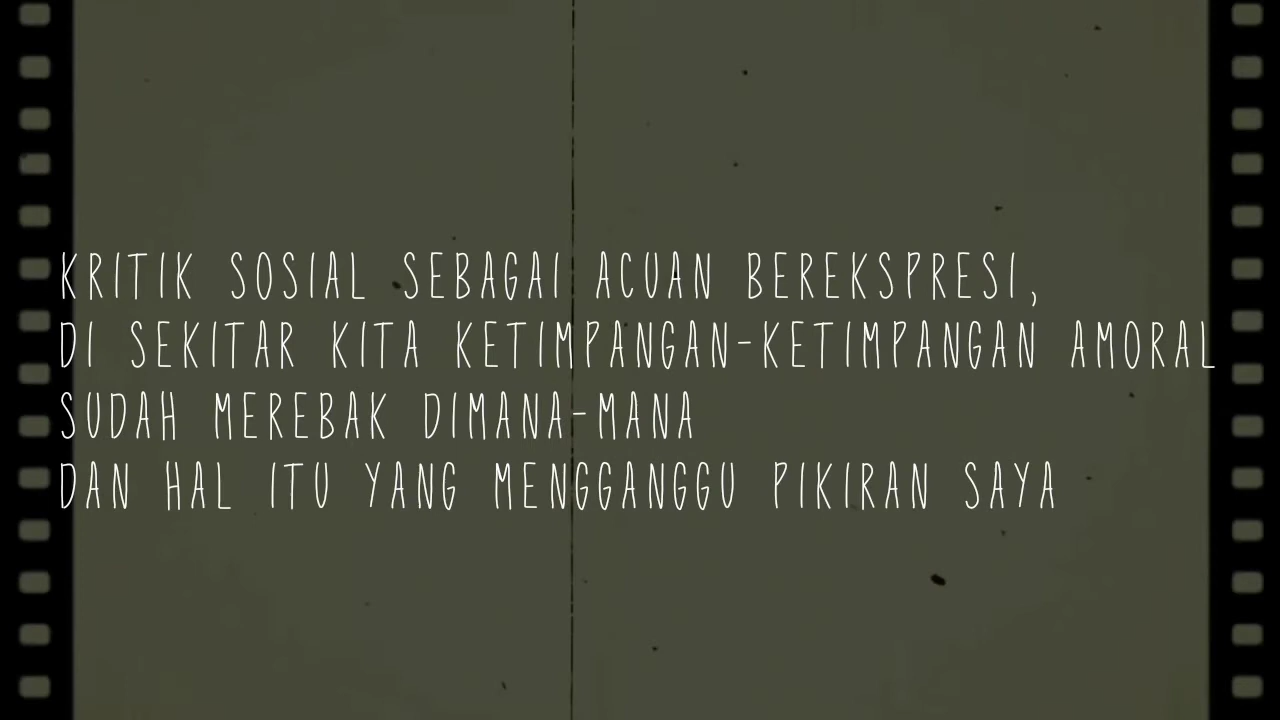 KRITIK SOSIAL SEBAGAI ACUAN BEREKSPRESI,
DI SEKITAR KITA KETIMPANGAN-KETIMPANGAN AMORAL
SUDAH MEREBAK DIMANA-MANA
DAN HAL ITU YANG MENGGANGGU PIKIRAN SAYA